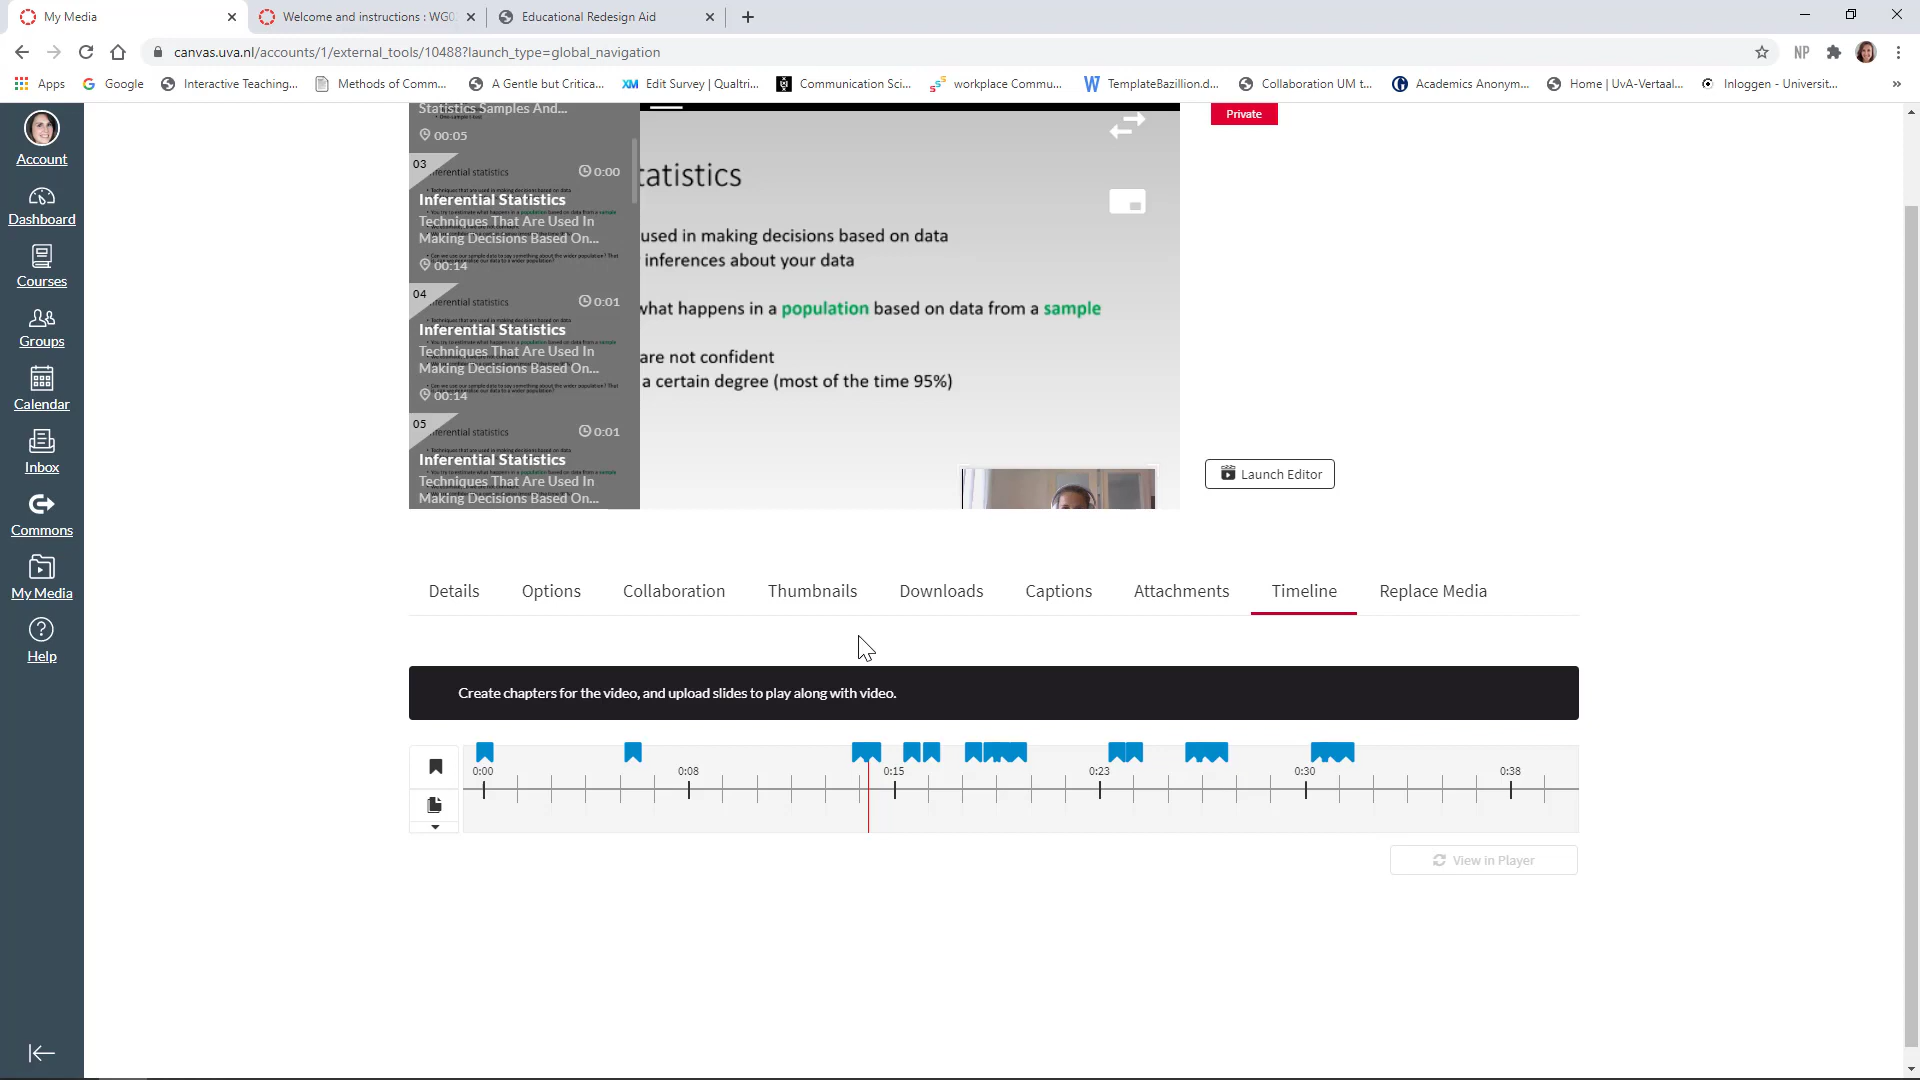 My Media
Welcome and instructions : WG0
Educational Redesign Aid
canvas.uva.nl/accounts/1/external_tools/10488?launch_type=global_navigation
NP
Apps
Google
Interactive Teaching...
Methods of Comm...
A Gentle but Critica...
XM Edit Survey | Qualtri...
Communication Sci...
workplace Commu...
TemplateBazillion.d...
Collaboration UM t...
Academics Anonym...
Home | UvA-Vertaal...
Inloggen - Universit...
»
Account
Dashboard
Courses
Groups
Calendar
Inbox
Commons
My Media
Help
Statistics Samples And...
00:05
03
0:00
Inferential Statistics
Techniques That Are Used In
Making Decisions Based On...
00:14
04
0:01
Inferential Statistics
Techniques That Are Used In
Making Decisions Based On...
00:14
05
0:01
Inferential Statistics
Techniques That Are Used In
Making Decisions Based On...
tatistics
used in making decisions based on data
inferences about your data
what happens in a population based on data from a sample
are not confident
a certain degree (most of the time 95%)
Private
Launch Editor
Details
Options
Collaboration
Thumbnails
Downloads
Captions
Attachments
Timeline
Replace Media
Create chapters for the video, and upload slides to play along with video.
0:00
0:08
0:15
0:23
0:30
0:38
View in Player